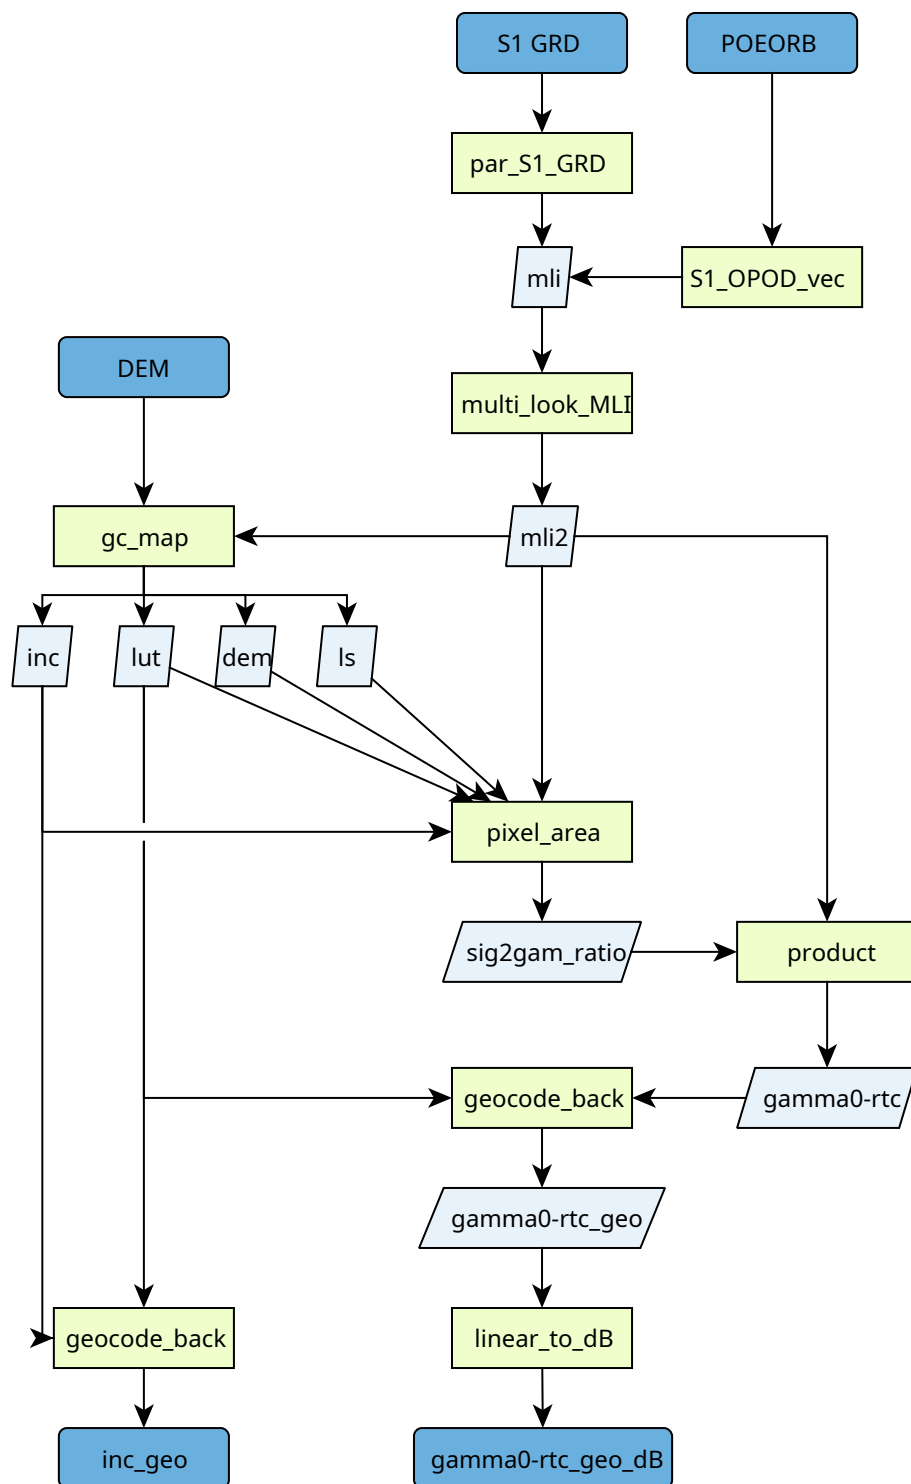 S1 GRD
POEORB
par_S1_GRD
mli
S1_OPOD_vec
DEM
multi_look_MLI
gc_map
mli2
inc
lut
dem
ls
pixel_area
sig2gam_ratio
product
geocode_back
gamma0-rtc
gamma0-rtc_geo
geocode_back
linear_to_dB
inc_geo
gamma0-rtc_geo_dB